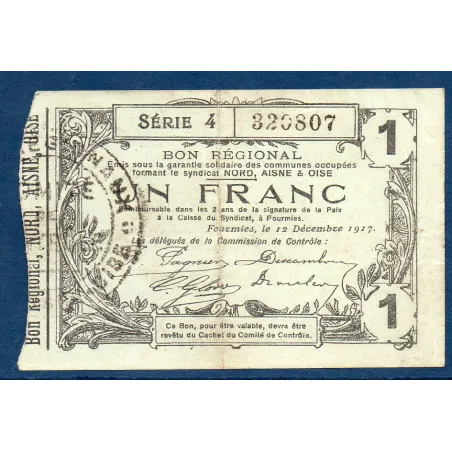 SÉRIE 4 320807
1
BON RÉGIONAL
Émis sous la garantie solidaire des communes occupées
formant le syndicat NORD, AISNE & OISE
UN FRANC
Remboursable dans les 2 ans de la signature de la Paix
à la Caisse du Syndicat, à Fourmies.
Fourmies, le 12 Décembre 1917.
Les délégués de la Commission de Contrôle:
1
Ce Bon, pour être valable, devra être
revêtu du Cachet du Comité de Contrôle.
Bon Régional, NORD, AISNE, OISE